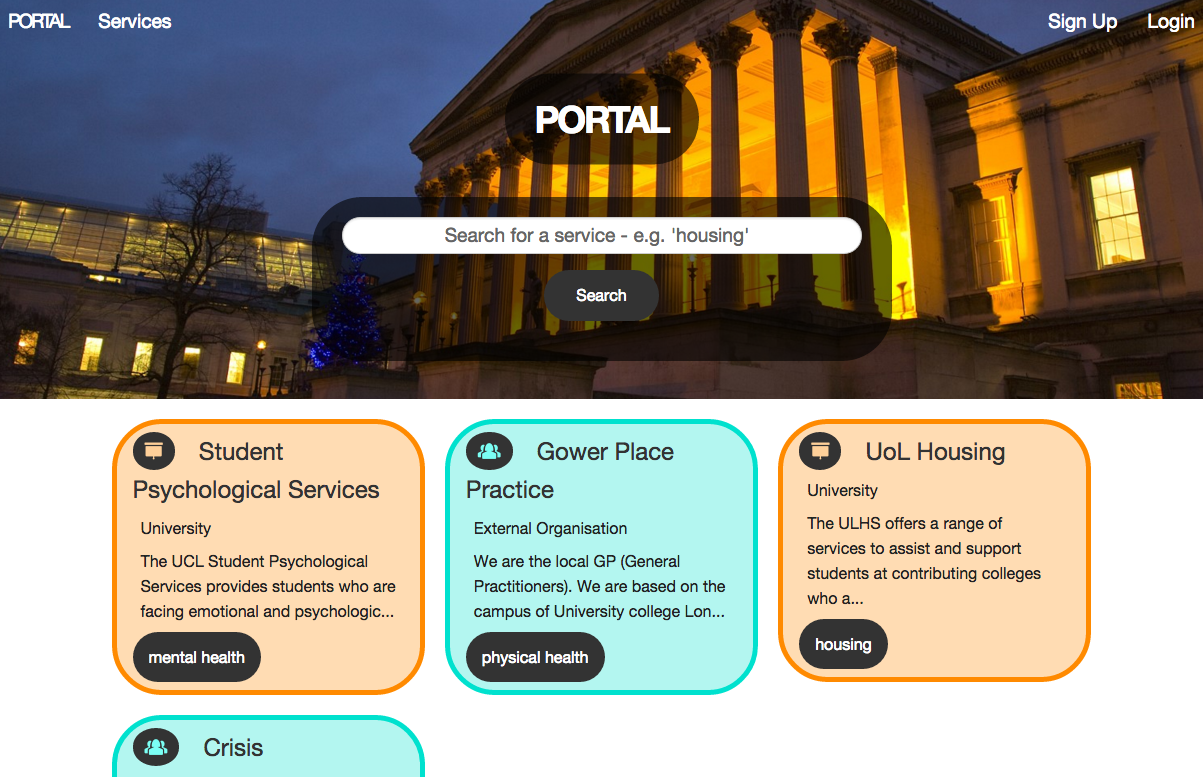 PORTAL Services Sign Up Login
PORTAL
Search for a service - e.g. 'housing'
Search
Student
Psychological Services
University
The UCL Student Psychological
Services provides students who are
facing emotional and psychologic...
mental health
Gower Place
Practice
External Organisation
We are the local GP (General
Practitioners). We are based on the
campus of University college Lon...
physical health
UoL Housing
University
The ULHS offers a range of
services to assist and support
students at contributing colleges
who a...
housing
Crisis